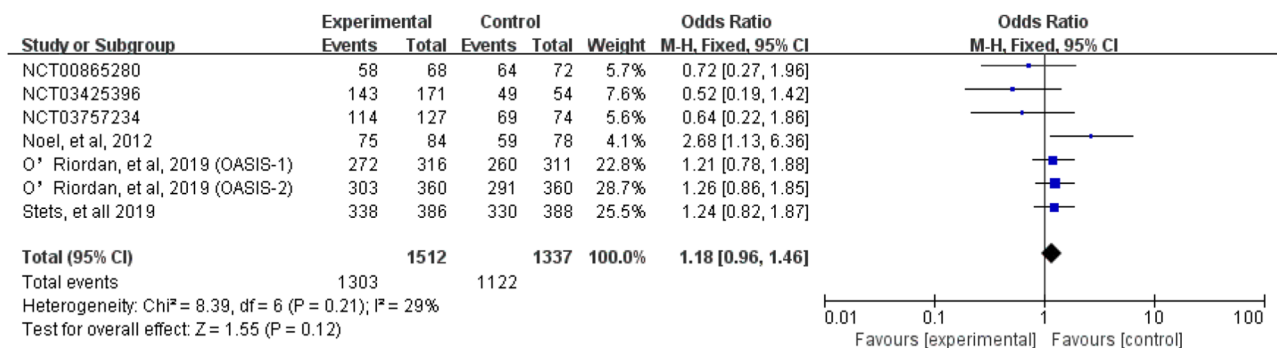 Experimental Control Odds Ratio Odds Ratio
Study or Subgroup Events Total Events Total Weight M-H, Fixed, 95% CI M-H, Fixed, 95% CI
NCT00865280 58 68 64 72 5.7% 0.72 [0.27, 1.96]
NCT03425396 143 171 49 54 7.6% 0.52 [0.19, 1.42]
NCT03757234 114 127 69 74 5.6% 0.64 [0.22, 1.86]
Noel, et al, 2012 75 84 59 78 4.1% 2.68 [1.13, 6.36]
O’ Riordan, et al, 2019 (OASIS-1) 272 316 260 311 22.8% 1.21 [0.78, 1.88]
O’ Riordan, et al, 2019 (OASIS-2) 303 360 291 360 28.7% 1.26 [0.86, 1.85]
Stets, et all 2019 338 386 330 388 25.5% 1.24 [0.82, 1.87]
Total (95% CI) 1512 1337 100.0% 1.18 [0.96, 1.46]
Total events 1303 1122
Heterogeneity: Chi² = 8.39, df = 6 (P = 0.21); I² = 29%
Test for overall effect: Z = 1.55 (P = 0.12)
0.01 0.1 1 10 100
Favours [experimental] Favours [control]